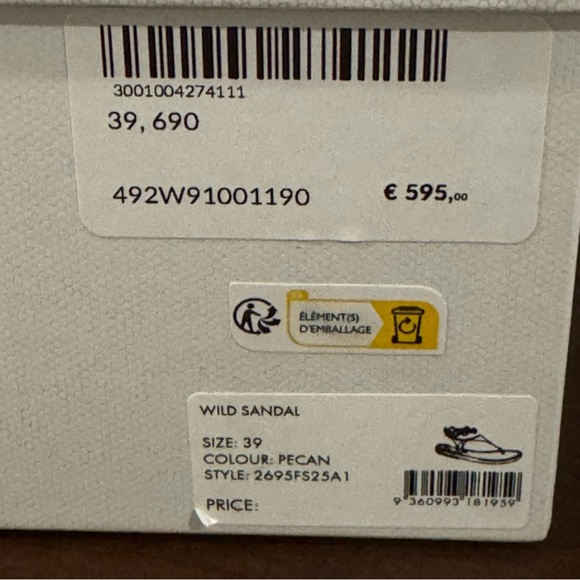 3001004274111
39, 690
492W91001190 € 595,00
FR
ÉLÉMENT(S)
D'EMBALLAGE
WILD SANDAL
SIZE: 39
COLOUR: PECAN
STYLE: 2695FS25A1
PRICE:
9 360993 181959